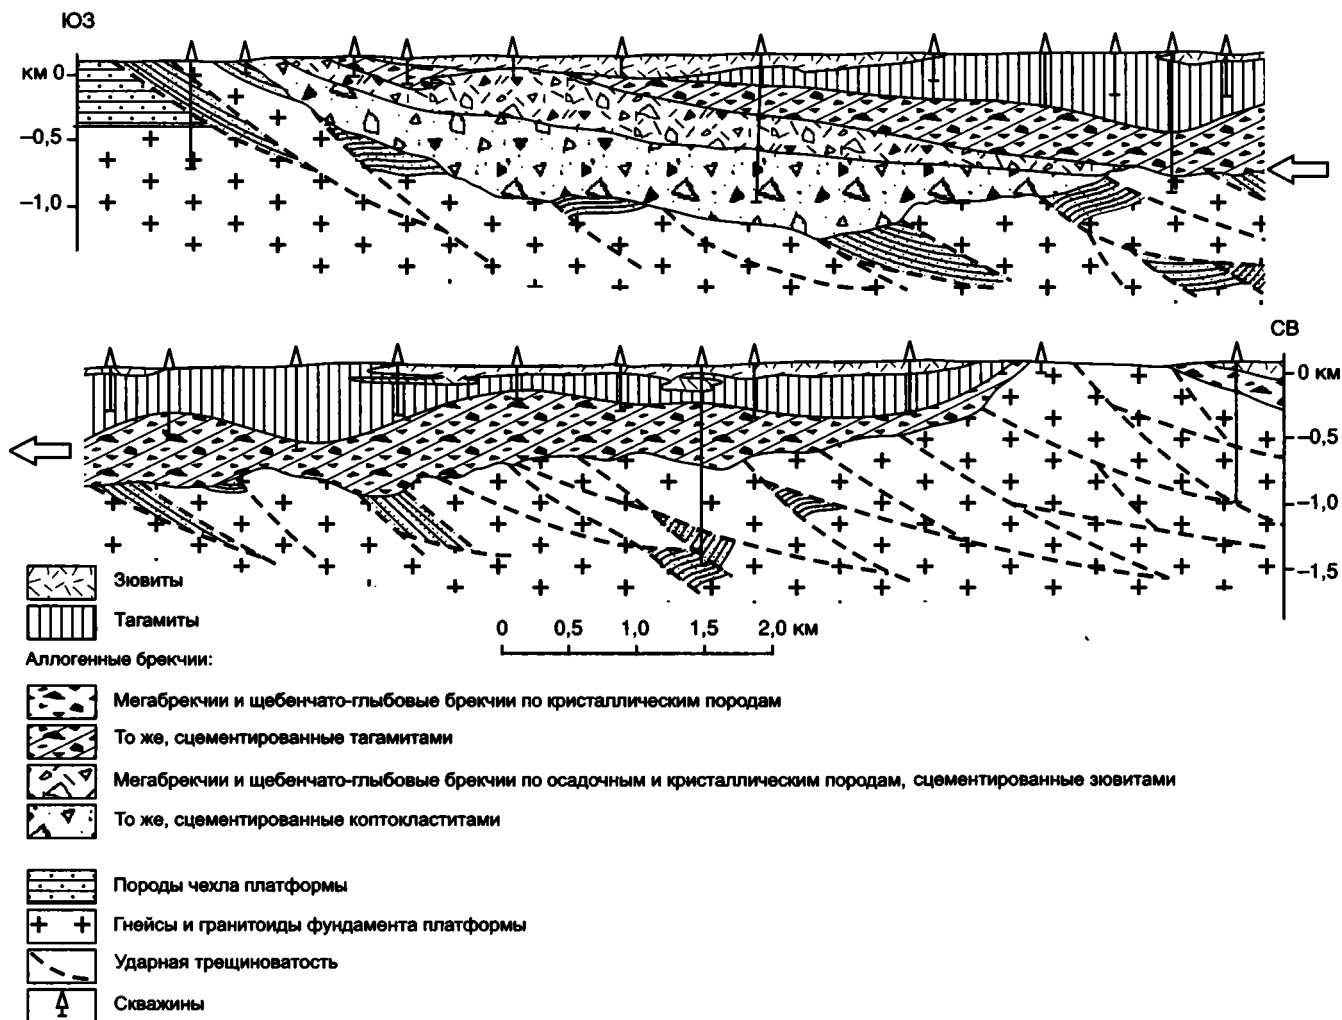 ЮЗ
км 0
–0,5
–1,0
СВ
0 км
–0,5
–1,0
–1,5
0 0,5 1,0 1,5 2,0 км
Зювиты
Тагамиты
Аллогенные брекчии:
Мегабрекчии и щебенчато-глыбовые брекчии по кристаллическим породам
То же, сцементированные тагамитами
Мегабрекчии и щебенчато-глыбовые брекчии по осадочным и кристаллическим породам, сцементированные зювитами
То же, сцементированные коптокластитами
Породы чехла платформы
Гнейсы и гранитоиды фундамента платформы
Ударная трещиноватость
Скважины